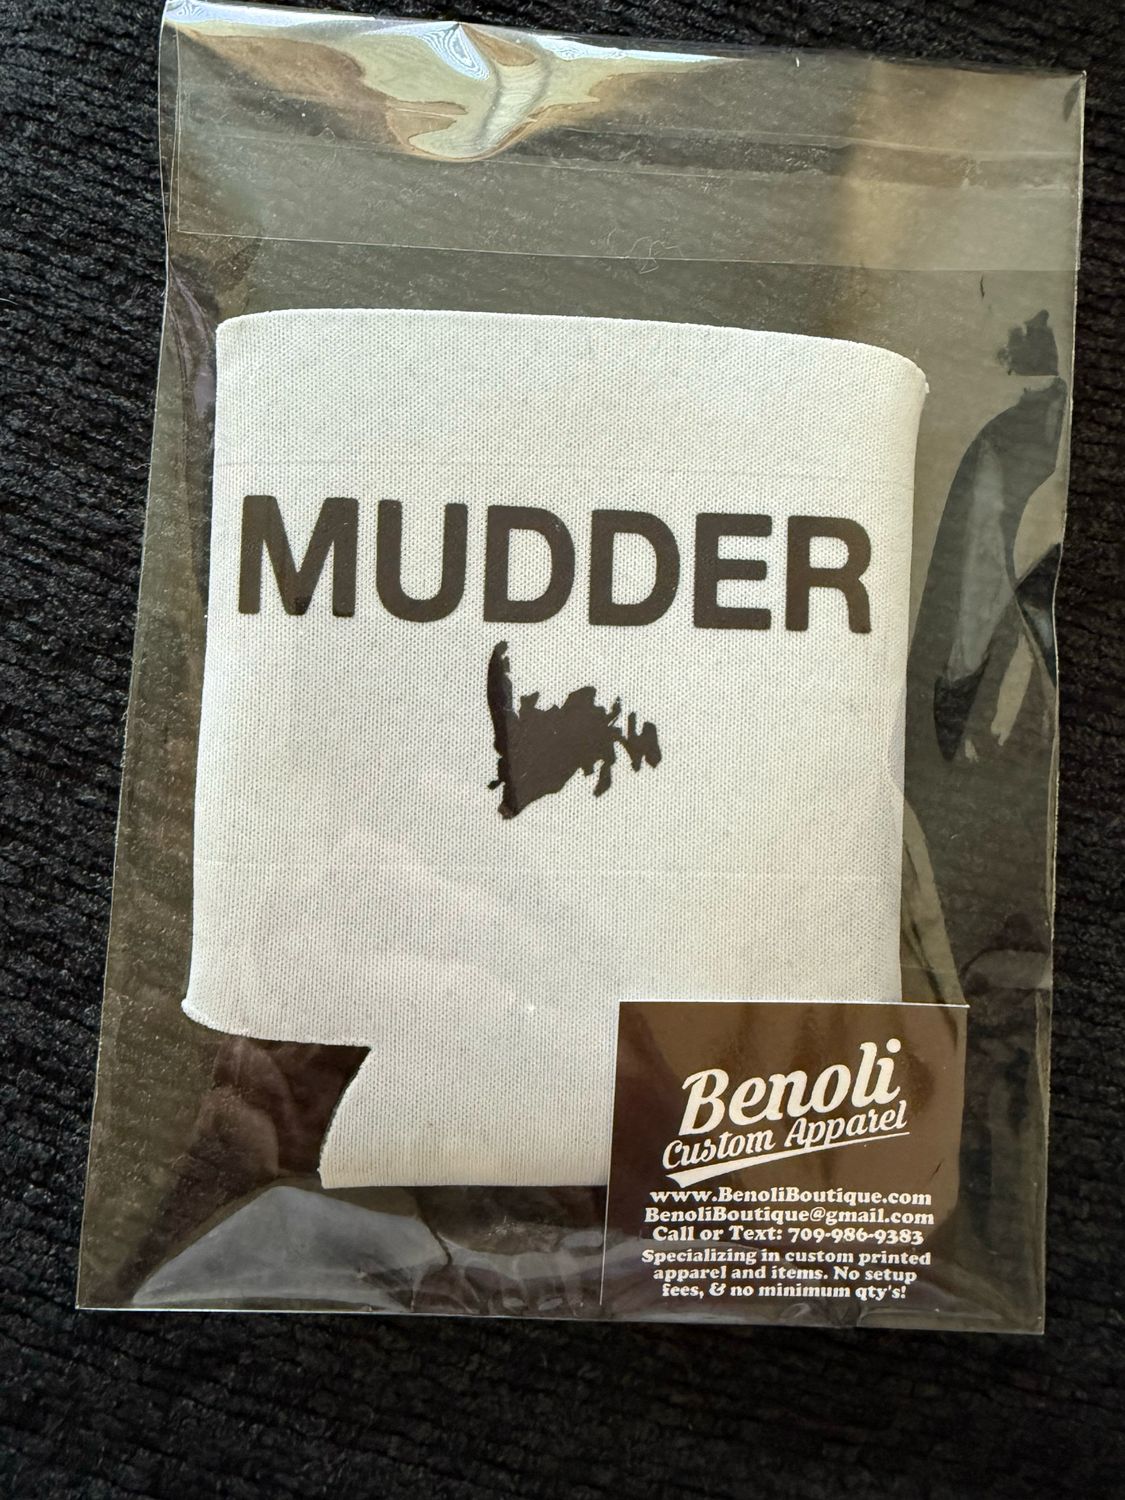 MUDDER
Benoli
Custom Apparel
www.BenoliBoutique.com
BenoliBoutique@gmail.com
Call or Text: 709-986-9383
Specializing in custom printed
apparel and items. No setup
fees, & no minimum qty's!